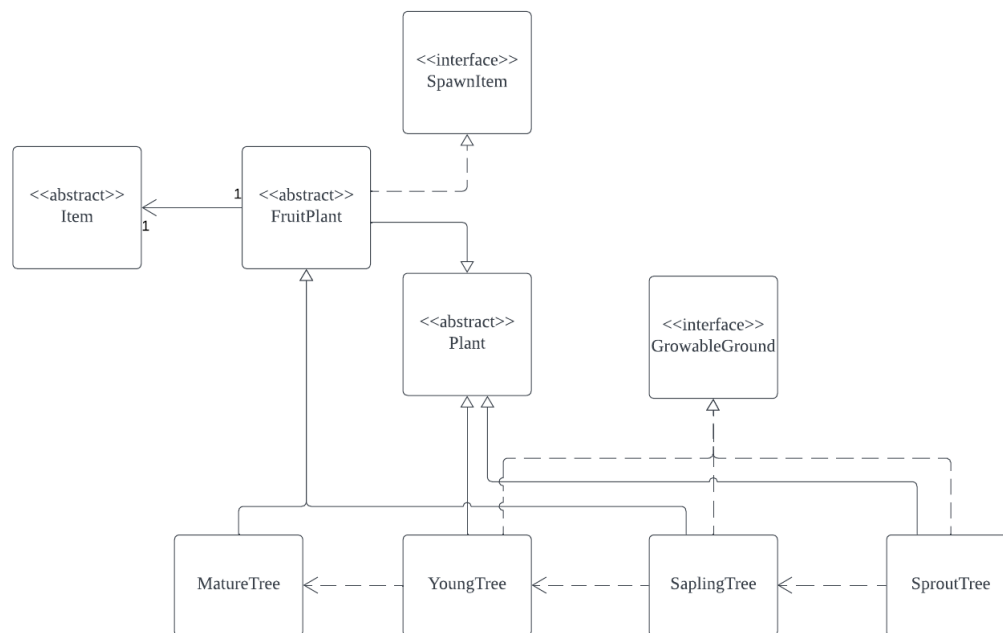 <<interface>>
SpawnItem
<<abstract>>
Item
1
1
<<abstract>>
FruitPlant
<<abstract>>
Plant
<<interface>>
GrowableGround
MatureTree
YoungTree
SaplingTree
SproutTree